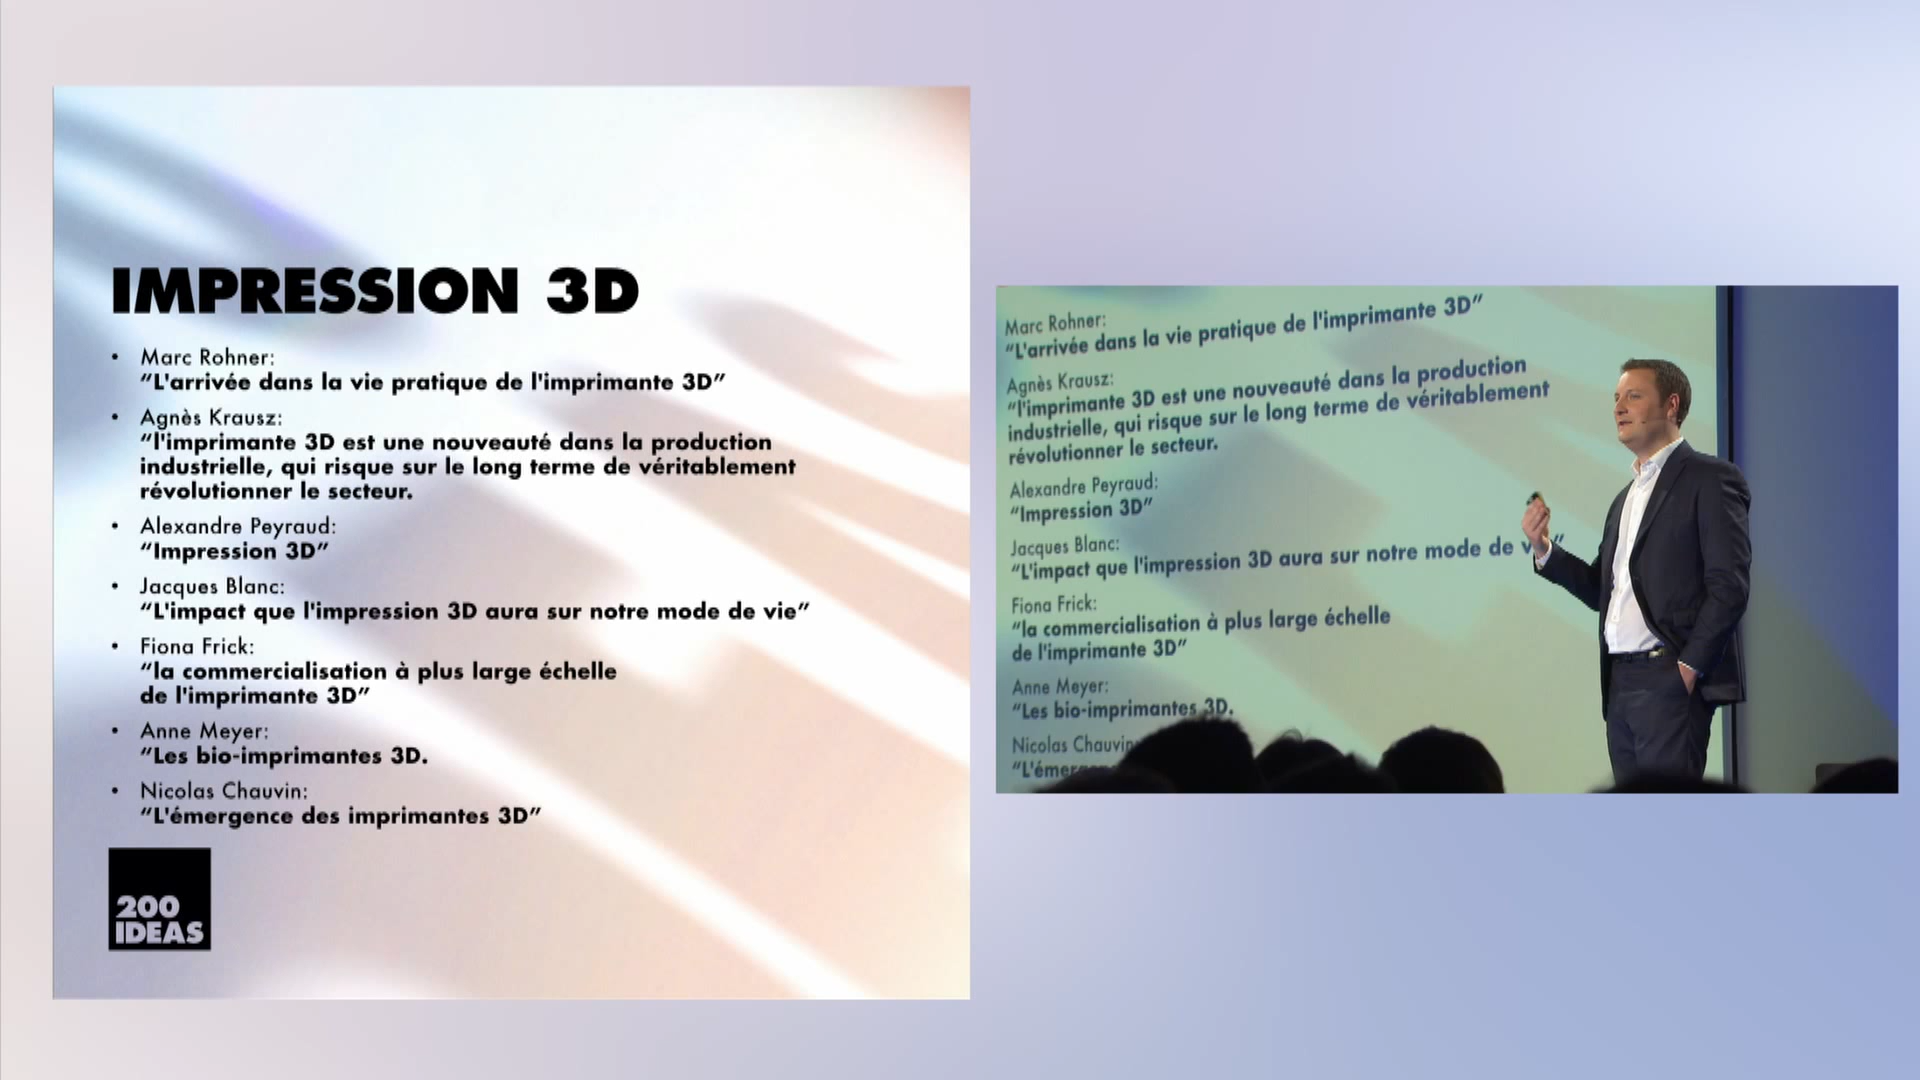 IMPRESSION 3D
• Marc Rohner:
“L'arrivée dans la vie pratique de l'imprimante 3D”
• Agnès Krausz:
“l'imprimante 3D est une nouveauté dans la production
industrielle, qui risque sur le long terme de véritablement
révolutionner le secteur.
• Alexandre Peyraud:
“Impression 3D”
• Jacques Blanc:
“L'impact que l'impression 3D aura sur notre mode de vie”
• Fiona Frick:
“la commercialisation à plus large échelle
de l'imprimante 3D”
• Anne Meyer:
“Les bio-imprimantes 3D.
• Nicolas Chauvin:
“L'émergence des imprimantes 3D”
200
IDEAS
Marc Rohner:
“L'arrivée dans la vie pratique de l'imprimante 3D”
Agnès Krausz:
“l'imprimante 3D est une nouveauté dans la production
industrielle, qui risque sur le long terme de véritablement
révolutionner le secteur.
Alexandre Peyraud:
“Impression 3D”
Jacques Blanc:
“L'impact que l'impression 3D aura sur notre mode de
Fiona Frick:
“la commercialisation à plus large échelle
de l'imprimante 3D”
Anne Meyer:
“Les bio-imprimantes 3D.
Nicolas Chauvin